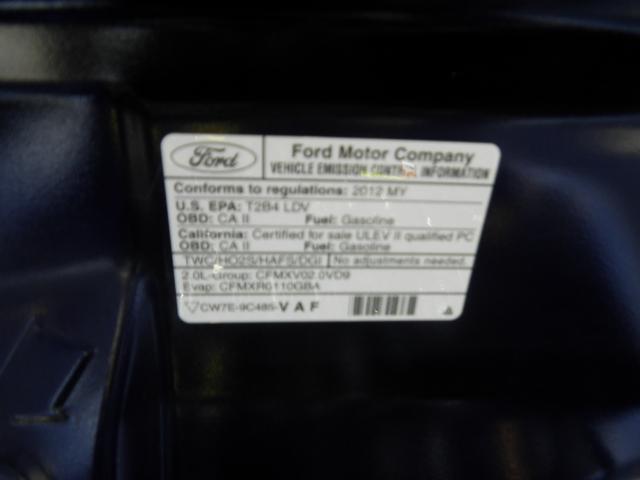 Ford
Ford Motor Company
VEHICLE EMISSION CONTROL INFORMATION
Conforms to regulations: 2012 MY
U.S. EPA: T2B4 LDV
OBD: CA II Fuel: Gasoline
California: Certified for sale ULEV II qualified PC
OBD: CA II Fuel: Gasoline
TWC/HO2S/HAFS/DGI No adjustments needed.
2.0L-Group: CFMXV02.0VD9
Evap: CFMXR0110GBA
CW7E-9C485-VAF